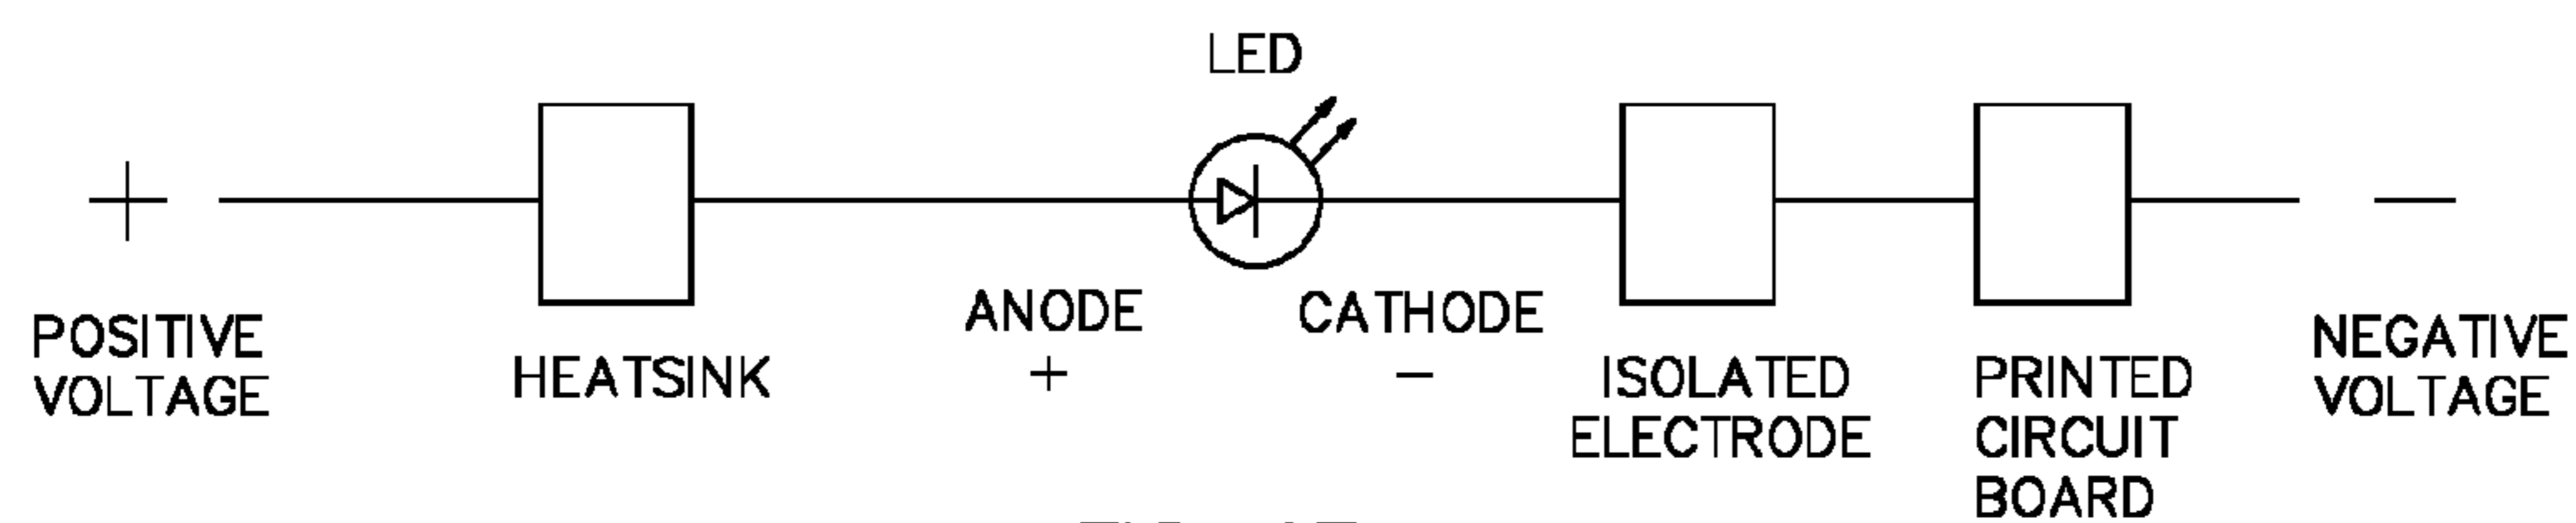 LED
+
−
ANODE
+
CATHODE
−
POSITIVE
VOLTAGE
HEATSINK
ISOLATED
ELECTRODE
PRINTED
CIRCUIT
BOARD
NEGATIVE
VOLTAGE